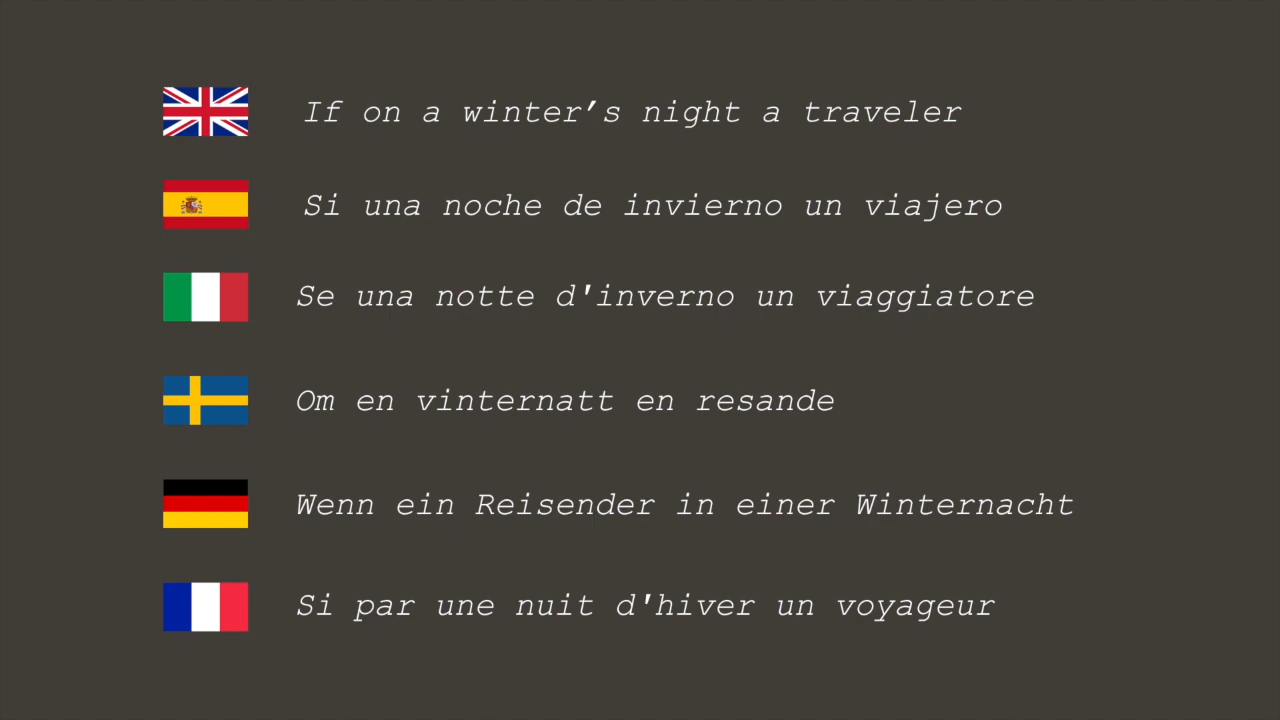 If on a winter’s night a traveler
Si una noche de invierno un viajero
Se una notte d'inverno un viaggiatore
Om en vinternatt en resande
Wenn ein Reisender in einer Winternacht
Si par une nuit d'hiver un voyageur